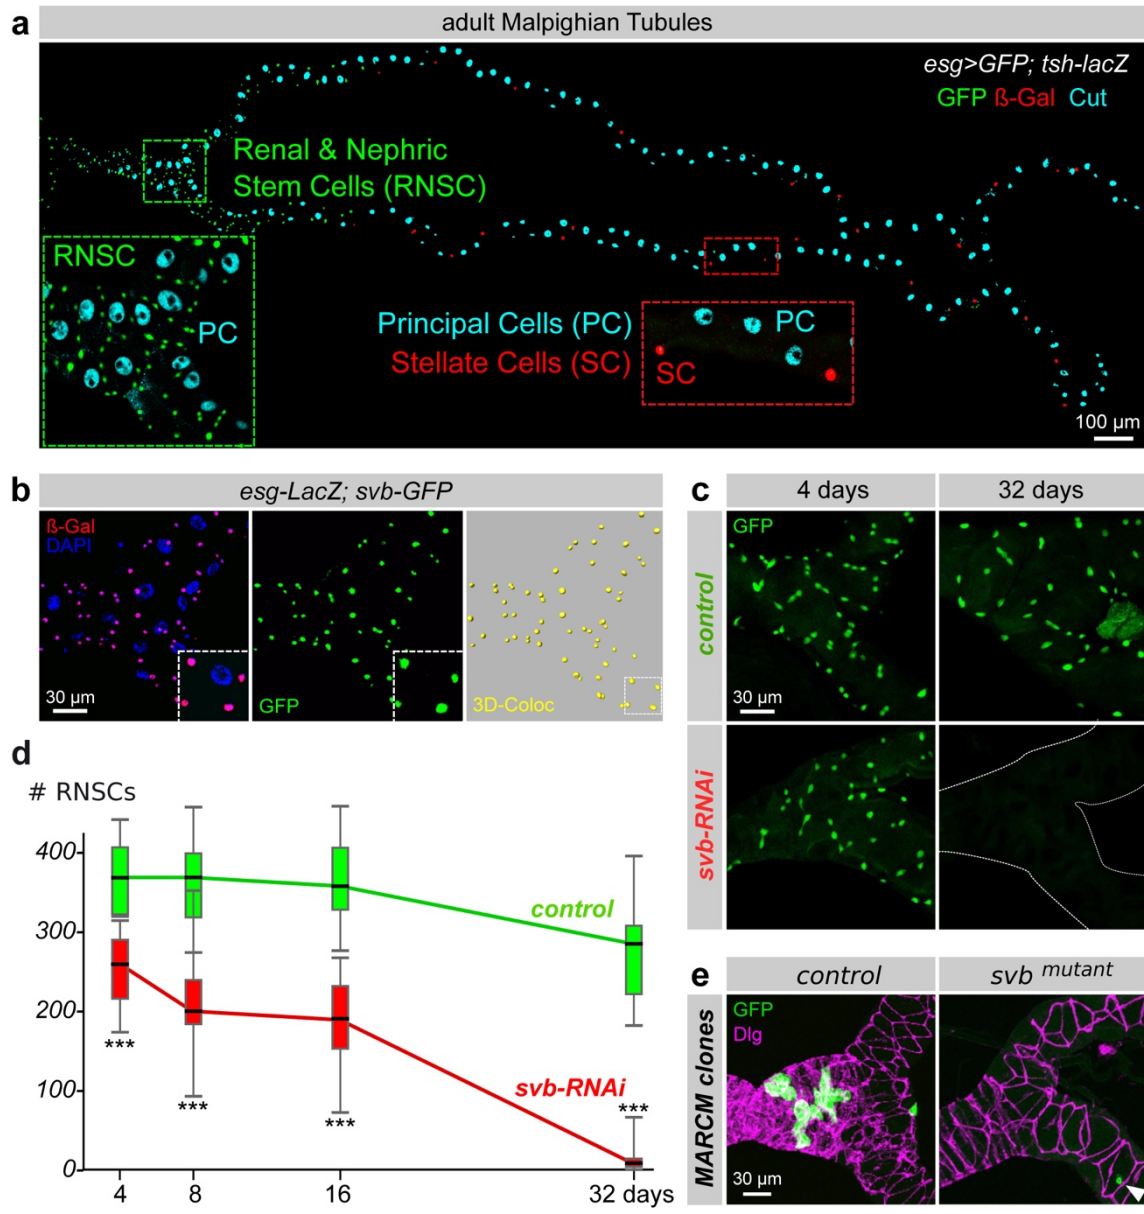 a
adult Malpighian Tubules
esg>GFP; tsh-lacZ
GFP ß-Gal Cut
Renal & Nephric
Stem Cells (RNSC)
RNSC
PC
Principal Cells (PC)
Stellate Cells (SC)
PC
SC
100 µm
b
esg-LacZ; svb-GFP
ß-Gal
DAPI
30 µm
GFP
3D-Coloc
c
4 days
32 days
control
GFP
30 µm
svb-RNAi
d
# RNSCs
400
300
200
100
0
control
svb-RNAi
***
***
***
***
4
8
16
32 days
e
control
svb mutant
MARCM clones
GFP
Dlg
30 µm